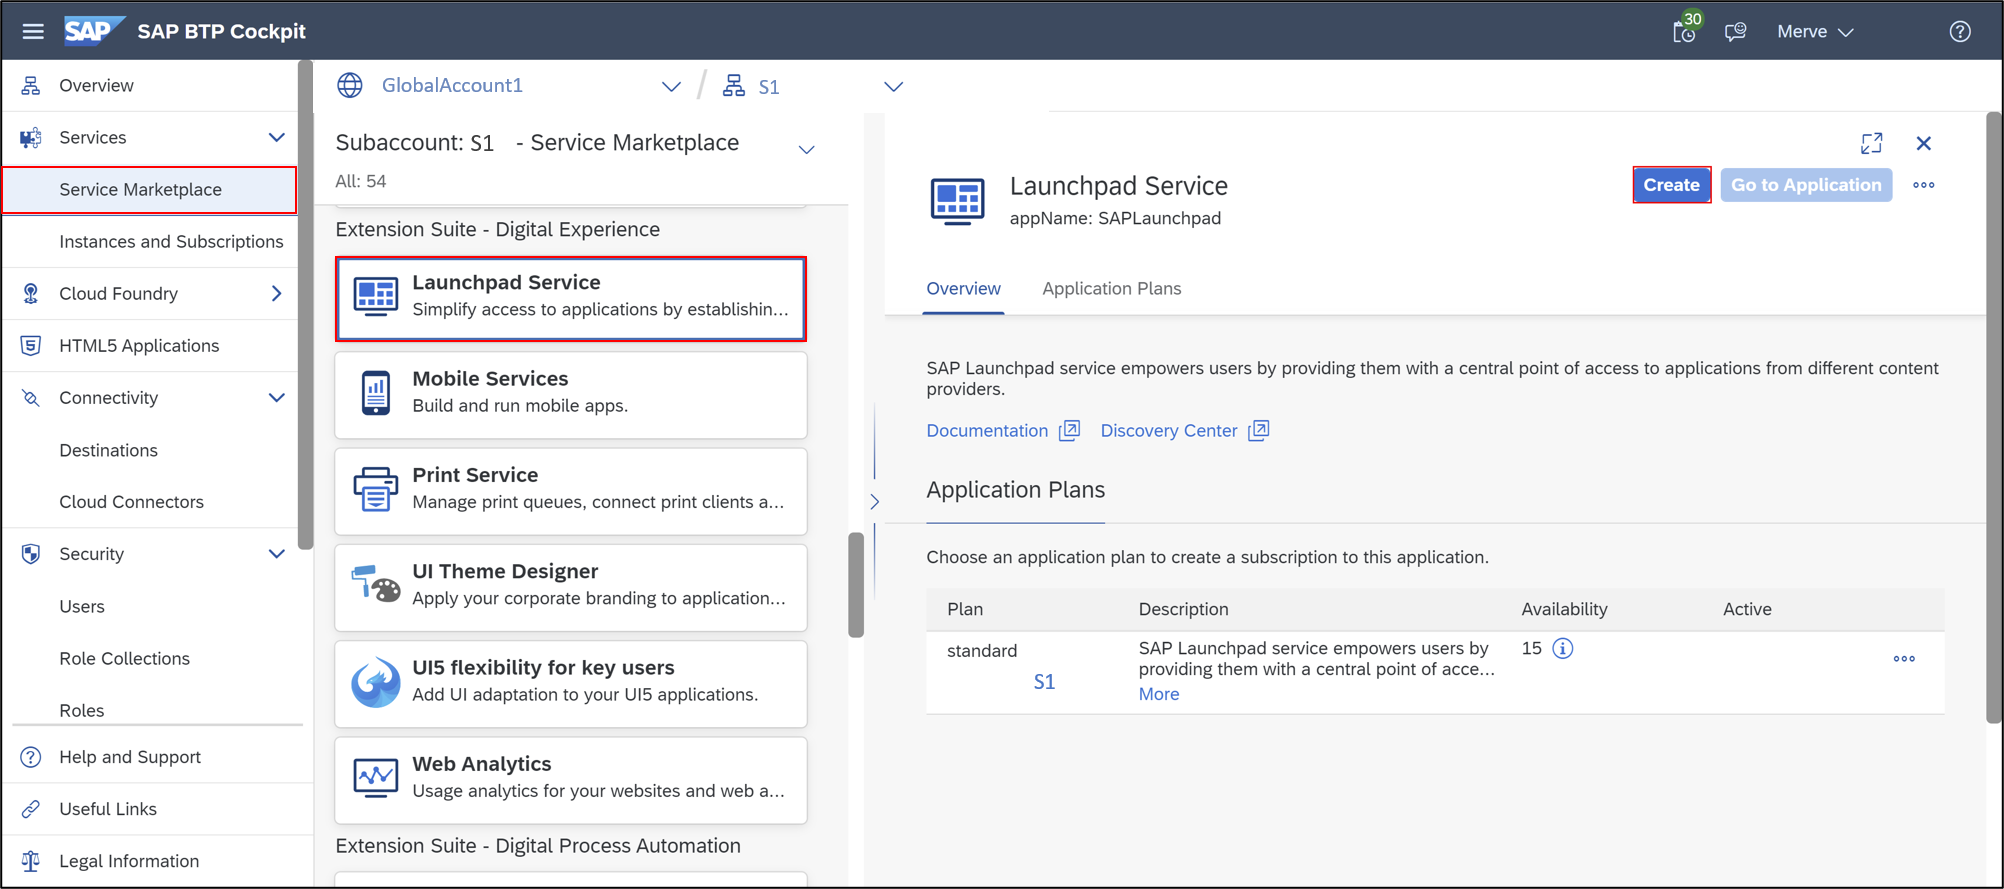 SAP SAP BTP Cockpit
30
Merve
Overview
Services
Service Marketplace
Instances and Subscriptions
Cloud Foundry
HTML5 Applications
Connectivity
Destinations
Cloud Connectors
Security
Users
Role Collections
Roles
Help and Support
Useful Links
Legal Information
GlobalAccount1 / S1
Subaccount: S1 - Service Marketplace
All: 54
Extension Suite - Digital Experience
Launchpad Service
Simplify access to applications by establishin...
Mobile Services
Build and run mobile apps.
Print Service
Manage print queues, connect print clients a...
UI Theme Designer
Apply your corporate branding to application...
UI5 flexibility for key users
Add UI adaptation to your UI5 applications.
Web Analytics
Usage analytics for your websites and web a...
Extension Suite - Digital Process Automation
Launchpad Service
appName: SAPLaunchpad
Create
Go to Application
Overview
Application Plans
SAP Launchpad service empowers users by providing them with a central point of access to applications from different content
providers.
Documentation
Discovery Center
Application Plans
Choose an application plan to create a subscription to this application.
Plan Description Availability Active
standard
S1
SAP Launchpad service empowers users by
providing them with a central point of acce...
More
15